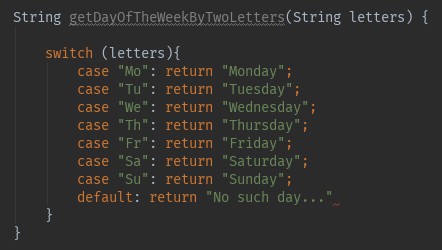 String getDayOfTheWeekByTwoLetters(String letters) {
switch (letters){
case "Mo": return "Monday";
case "Tu": return "Tuesday";
case "We": return "Wednesday";
case "Th": return "Thursday";
case "Fr": return "Friday";
case "Sa": return "Saturday";
case "Su": return "Sunday";
default: return "No such day..."
}
}